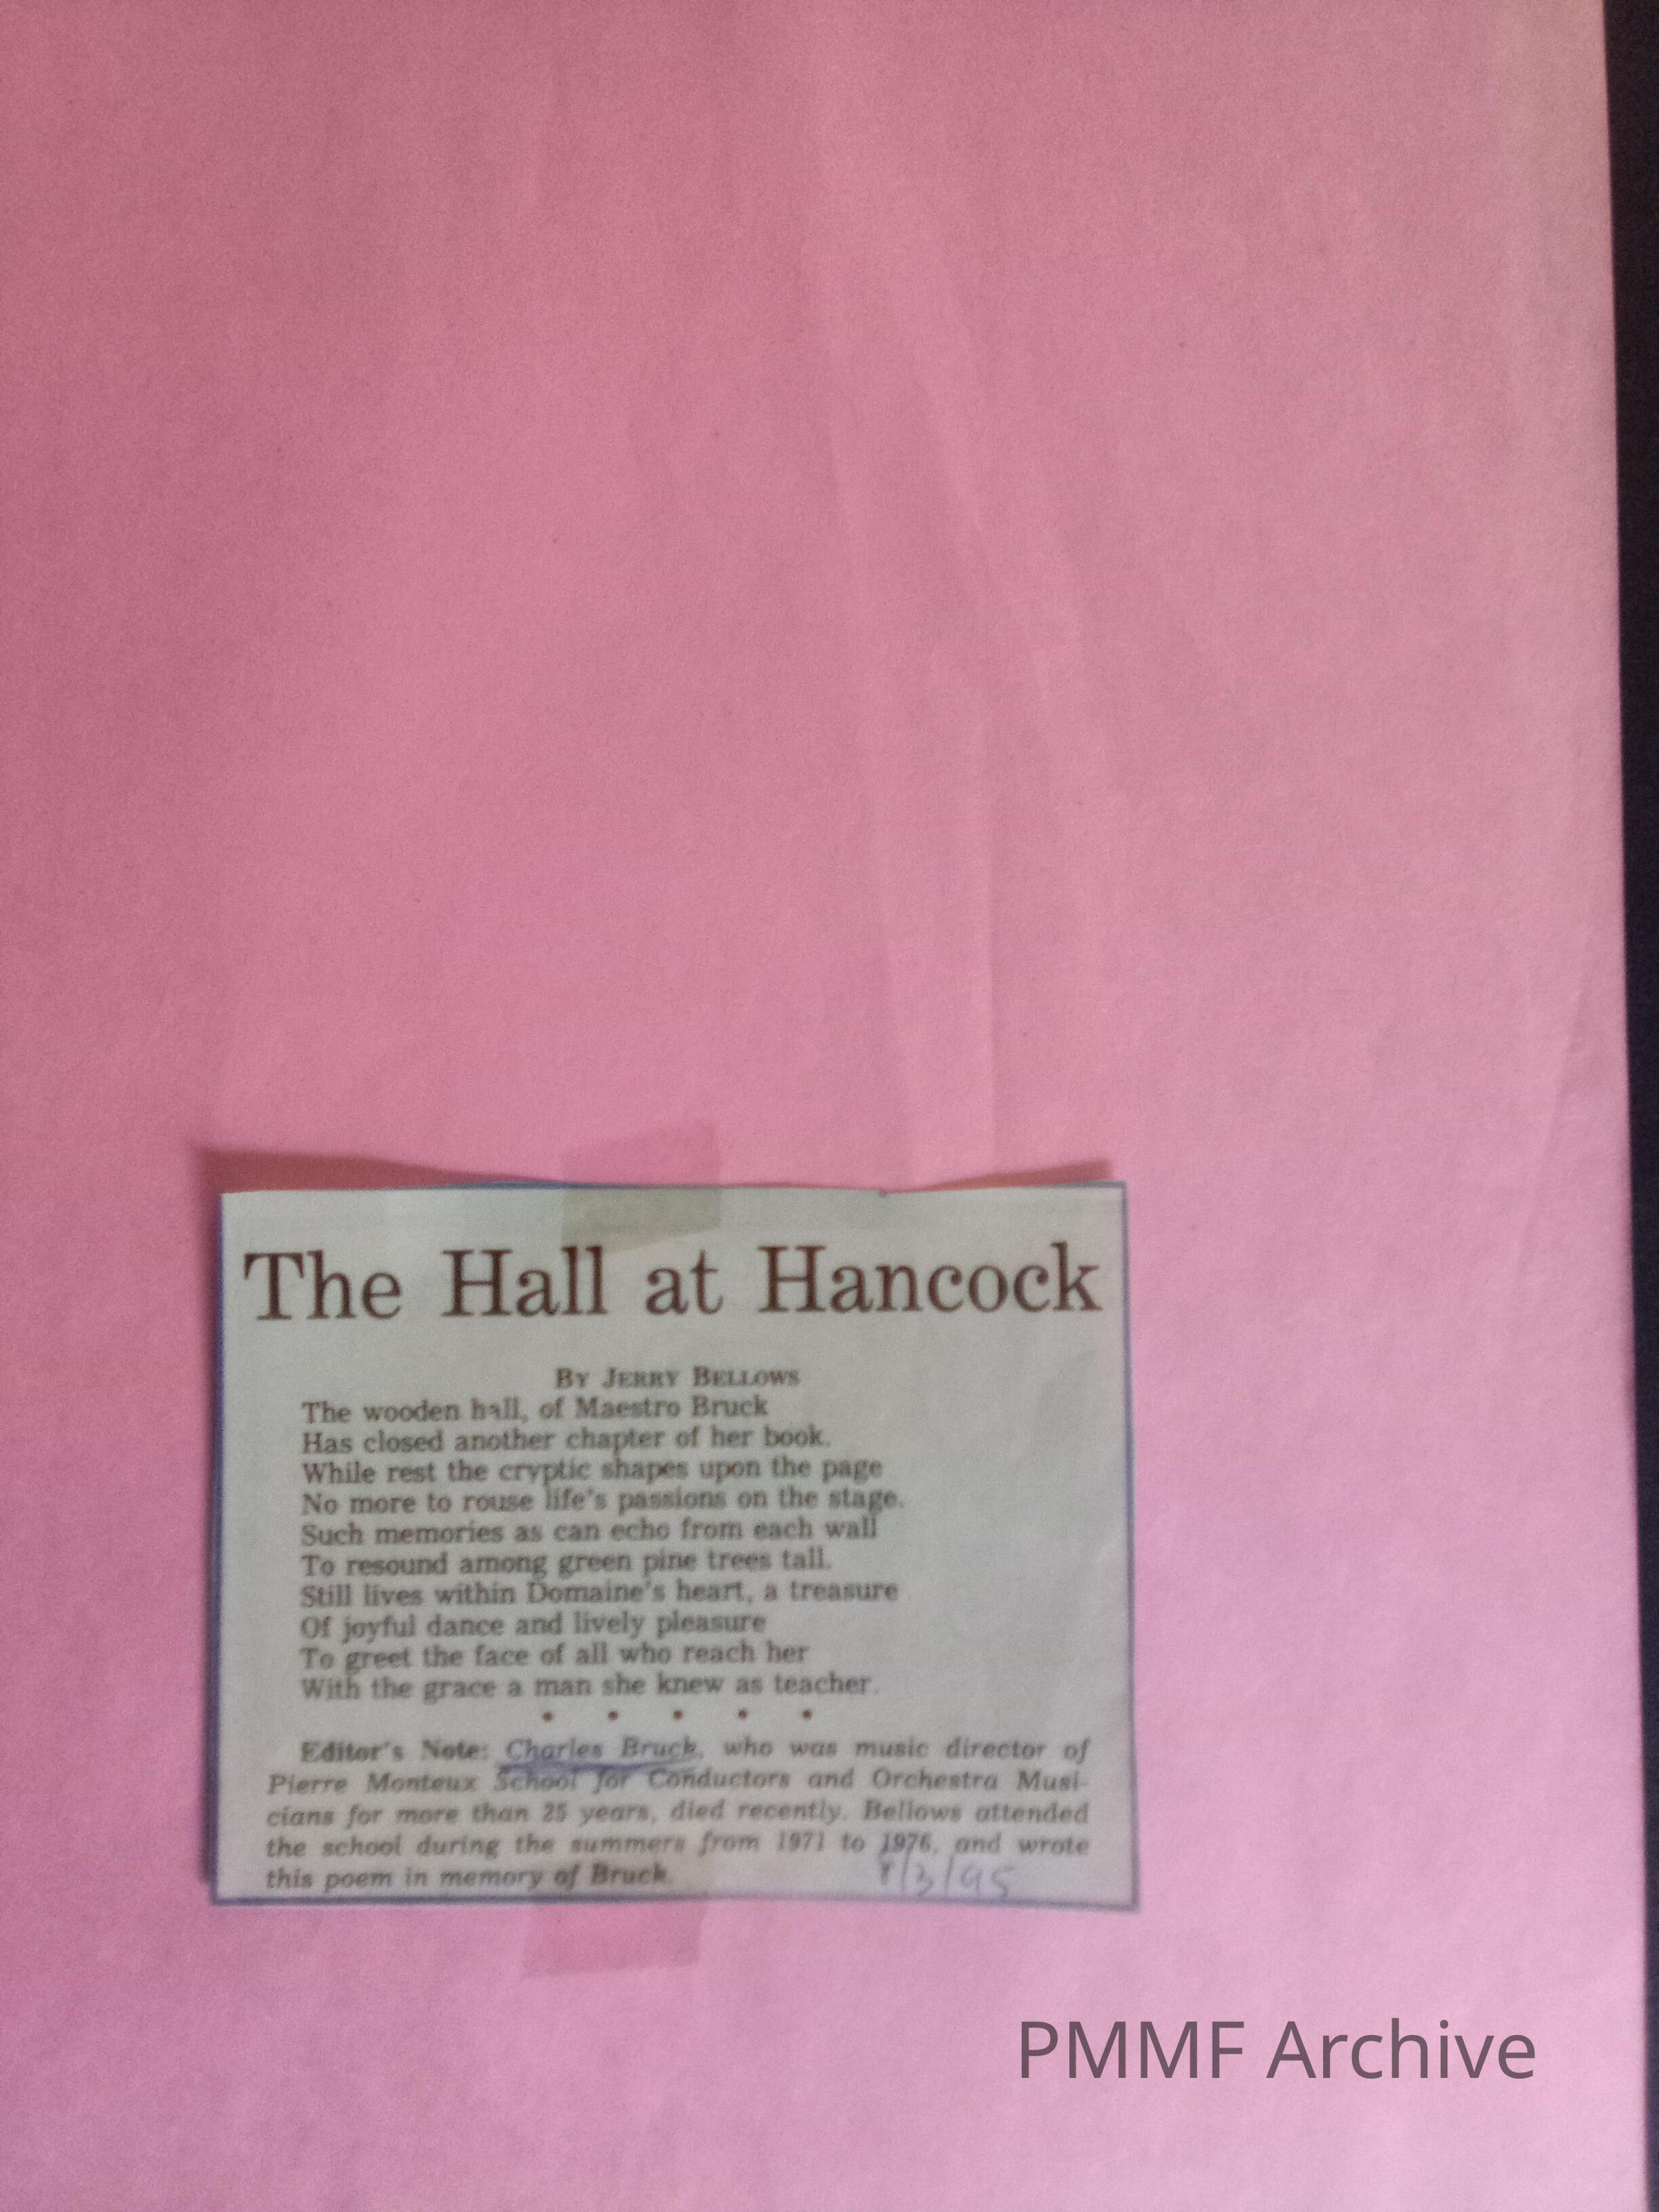 The Hall at Hancock
BY JERRY BELLOWS
The wooden hall, of Maestro Bruck
Has closed another chapter of her book.
While rest the cryptic shapes upon the page
No more to rouse life's passions on the stage.
Such memories as can echo from each wall
To resound among green pine trees tall.
Still lives within Domaine's heart, a treasure
Of joyful dance and lively pleasure
To greet the face of all who reach her
With the grace a man she knew as teacher.
• • • • •
Editor's Note: Charles Bruck, who was music director of
Pierre Monteux School for Conductors and Orchestra Musi-
cians for more than 25 years, died recently. Bellows attended
the school during the summers from 1971 to 1976, and wrote
this poem in memory of Bruck.
8/3/95
PMMF Archive